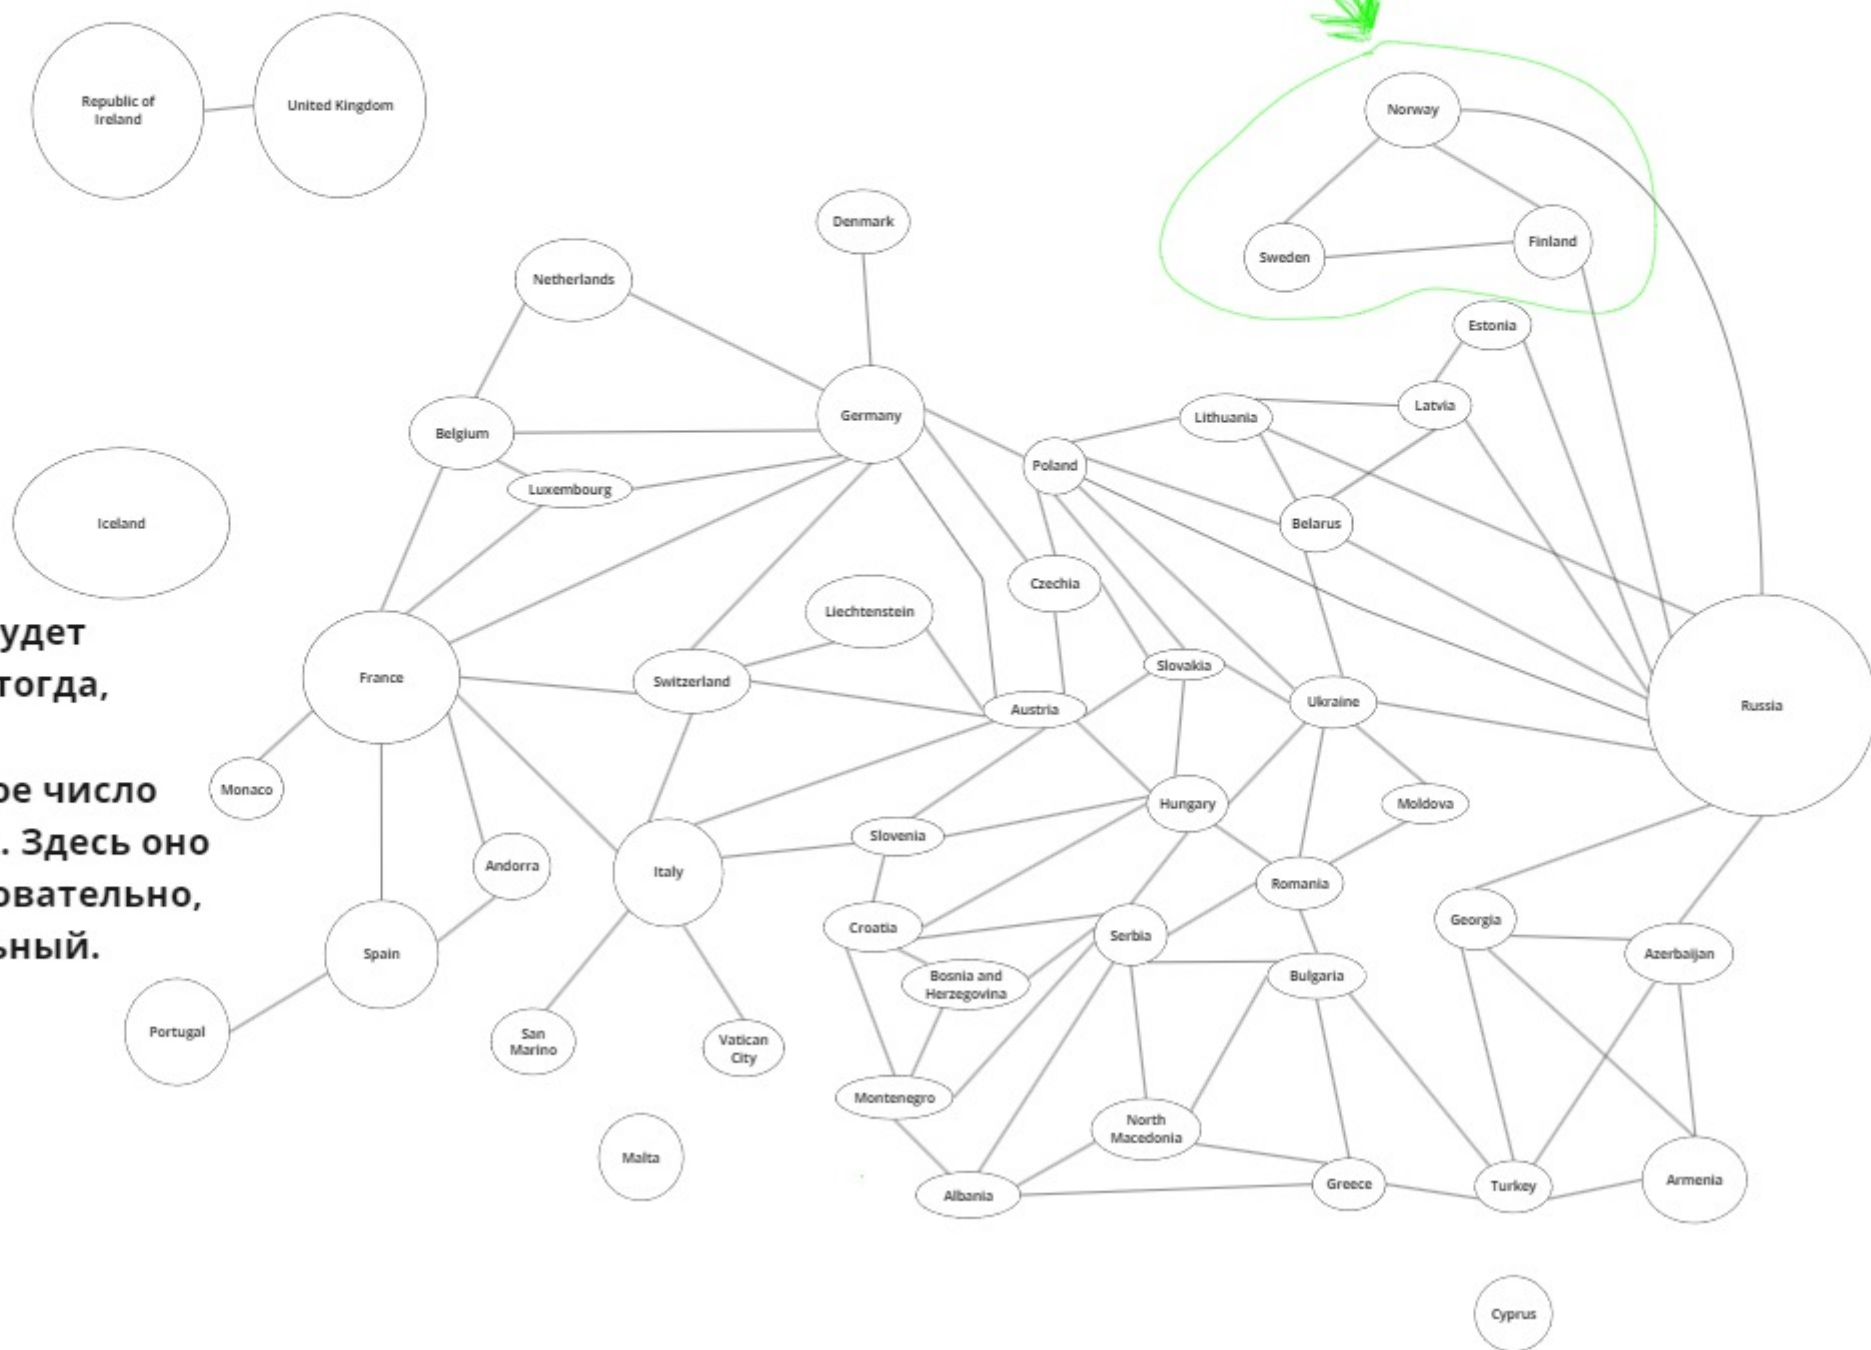 Republic of
Ireland
United Kingdom
Norway
Denmark
Sweden
Finland
Netherlands
Estonia
Germany
Lithuania
Latvia
Belgium
Poland
Luxembourg
Iceland
Belarus
Czechia
Liechtenstein
удет
тогда,
France
Switzerland
Slovakia
Austria
Ukraine
Russia
Monaco
ое число
Hungary
Moldova
. Здесь оно
Slovenia
Andorra
Italy
Romania
овательно,
Georgia
Croatia
Serbia
ьный.
Spain
Azerbaijan
Bosnia and
Herzegovina
Bulgaria
Portugal
San
Marino
Vatican
City
Montenegro
North
Macedonia
Malta
Albania
Greece
Turkey
Armenia
Cyprus